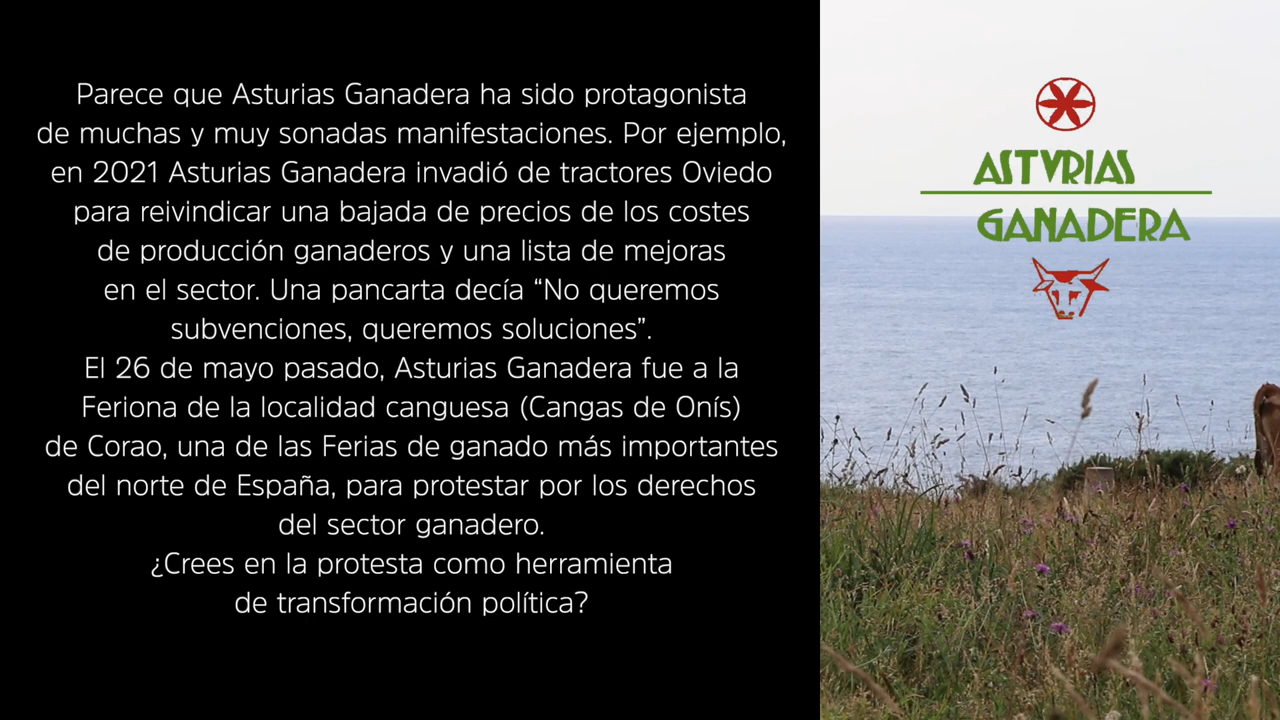 Parece que Asturias Ganadera ha sido protagonista
de muchas y muy sonadas manifestaciones. Por ejemplo,
en 2021 Asturias Ganadera invadió de tractores Oviedo
para reivindicar una bajada de precios de los costes
de producción ganaderos y una lista de mejoras
en el sector. Una pancarta decía “No queremos
subvenciones, queremos soluciones”.
El 26 de mayo pasado, Asturias Ganadera fue a la
Feriona de la localidad canguesa (Cangas de Onís)
de Corao, una de las Ferias de ganado más importantes
del norte de España, para protestar por los derechos
del sector ganadero.
¿Crees en la protesta como herramienta
de transformación política?
ASTVRIAS
GANADERA